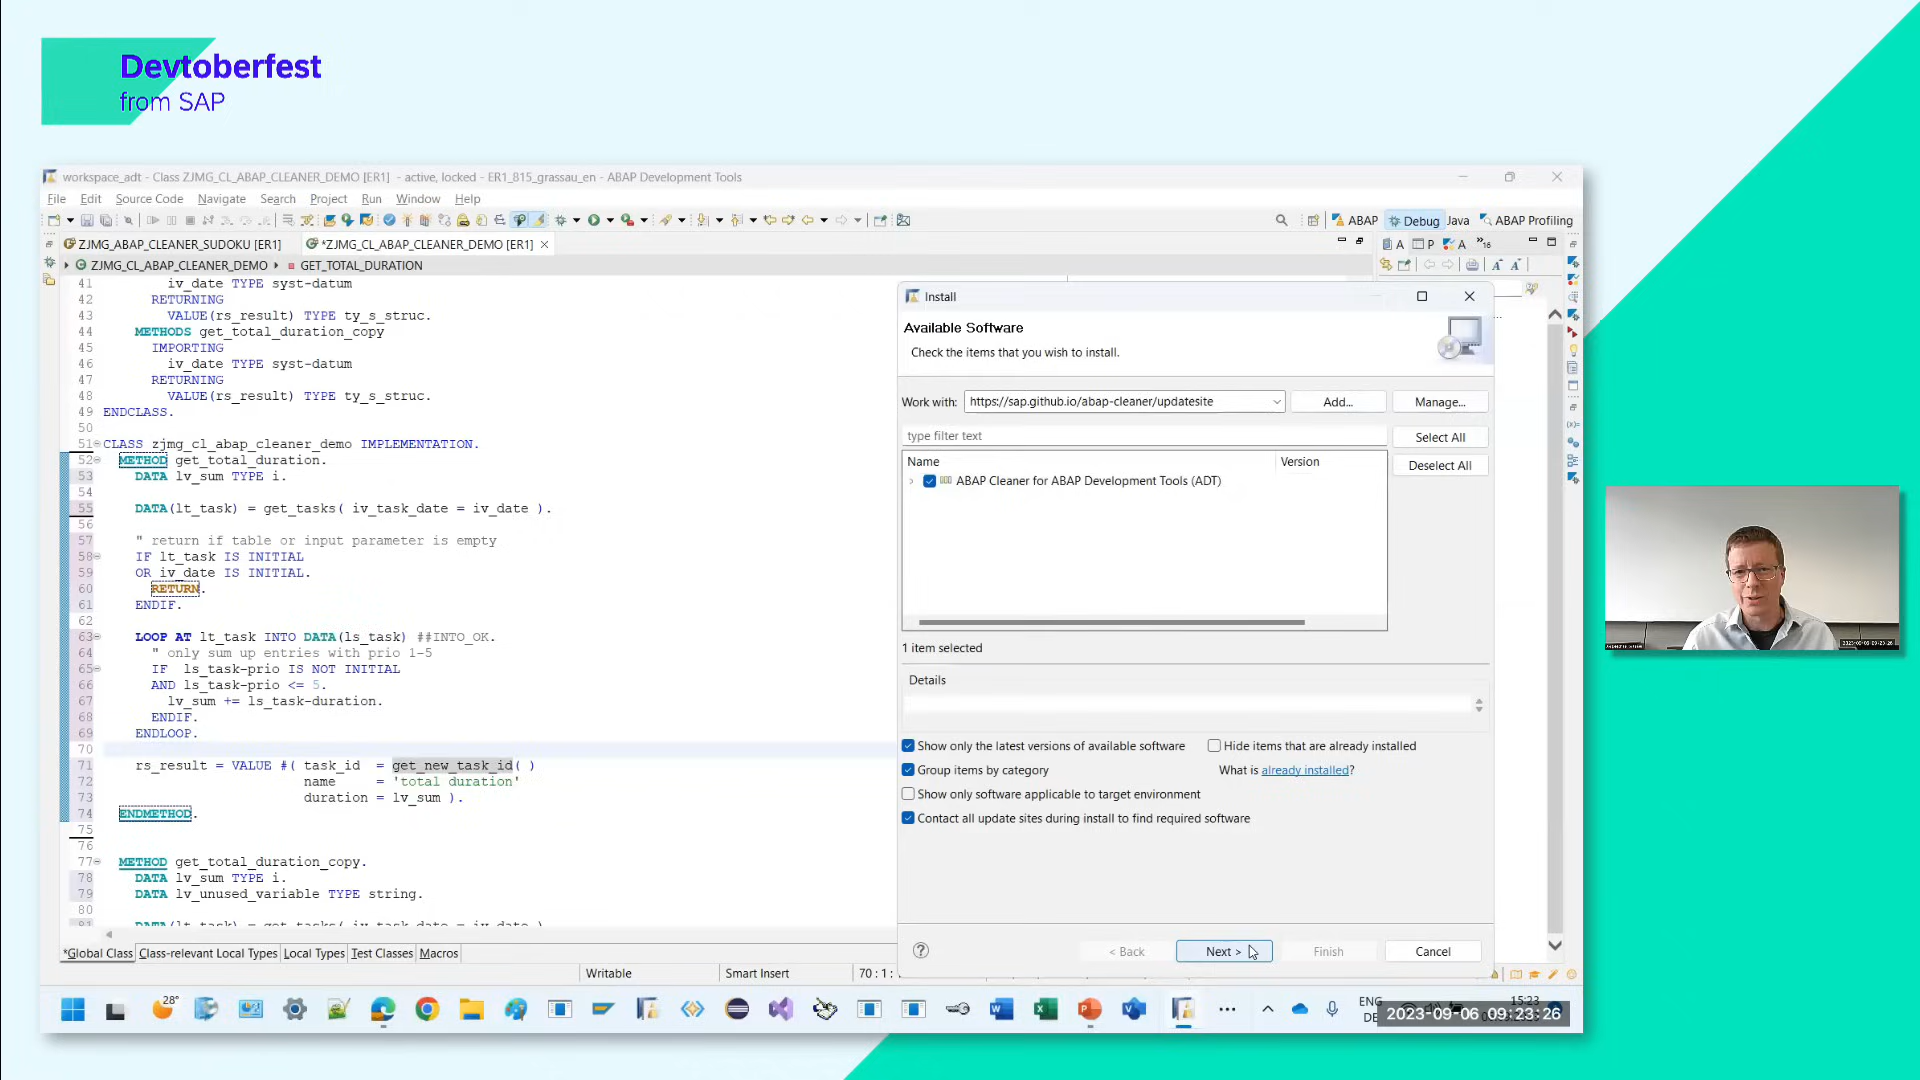 Devtoberfest
from SAP
workspace_adt - Class ZJMG_CL_ABAP_CLEANER_DEMO [ER1] - active, locked - ER1_815_grassau_en - ABAP Development Tools
File Edit Source Code Navigate Search Project Run Window Help
ABAP Debug Java ABAP Profiling
ZJMG_ABAP_CLEANER_SUDOKU [ER1] *ZJMG_CL_ABAP_CLEANER_DEMO [ER1]
A P A »16
ZJMG_CL_ABAP_CLEANER_DEMO GET_TOTAL_DURATION
41 iv_date TYPE syst-datum
42 RETURNING
43 VALUE(rs_result) TYPE ty_s_struc.
44 METHODS get_total_duration_copy
45 IMPORTING
46 iv_date TYPE syst-datum
47 RETURNING
48 VALUE(rs_result) TYPE ty_s_struc.
49 ENDCLASS.
50
51 CLASS zjmg_cl_abap_cleaner_demo IMPLEMENTATION.
52 METHOD get_total_duration.
53 DATA lv_sum TYPE i.
54
55 DATA(lt_task) = get_tasks( iv_task_date = iv_date ).
56
57 " return if table or input parameter is empty
58 IF lt_task IS INITIAL
59 OR iv_date IS INITIAL.
60 RETURN.
61 ENDIF.
62
63 LOOP AT lt_task INTO DATA(ls_task) ##INTO_OK.
64 " only sum up entries with prio 1-5
65 IF ls_task-prio IS NOT INITIAL
66 AND ls_task-prio <= 5.
67 lv_sum += ls_task-duration.
68 ENDIF.
69 ENDLOOP.
70
71 rs_result = VALUE #( task_id = get_new_task_id( )
72 name = 'total duration'
73 duration = lv_sum ).
74 ENDMETHOD.
75
76
77 METHOD get_total_duration_copy.
78 DATA lv_sum TYPE i.
79 DATA lv_unused_variable TYPE string.
80
81 DATA(lt_task) = get_tasks( iv_task_date = iv_date )
*Global Class Class-relevant Local Types Local Types Test Classes Macros
Writable Smart Insert 70 : 1 :
Install
Available Software
Check the items that you wish to install.
Work with: https://sap.github.io/abap-cleaner/updatesite Add... Manage...
type filter text
Select All
Name Version
Deselect All
ABAP Cleaner for ABAP Development Tools (ADT)
1 item selected
Details
Show only the latest versions of available software Hide items that are already installed
Group items by category What is already installed?
Show only software applicable to target environment
Contact all update sites during install to find required software
< Back Next > Finish Cancel
28°
ENG
DE
15:23
2023-09-06 09:23:26